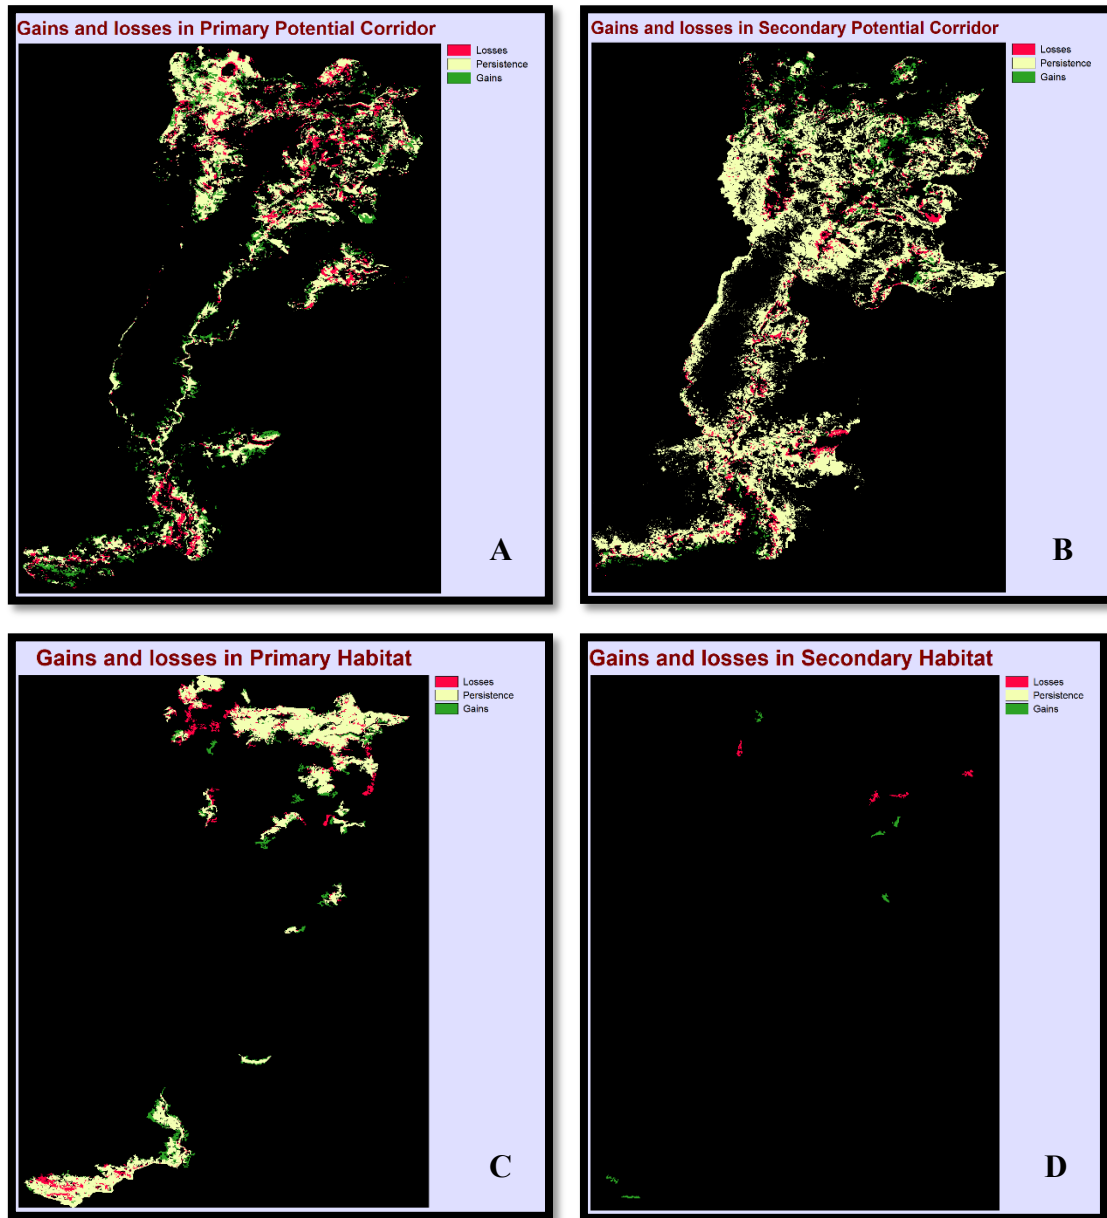 Gains and losses in Primary Potential Corridor
Losses
Persistence
Gains
A
Gains and losses in Secondary Potential Corridor
Losses
Persistence
Gains
B
Gains and losses in Primary Habitat
Losses
Persistence
Gains
C
Gains and losses in Secondary Habitat
Losses
Persistence
Gains
D